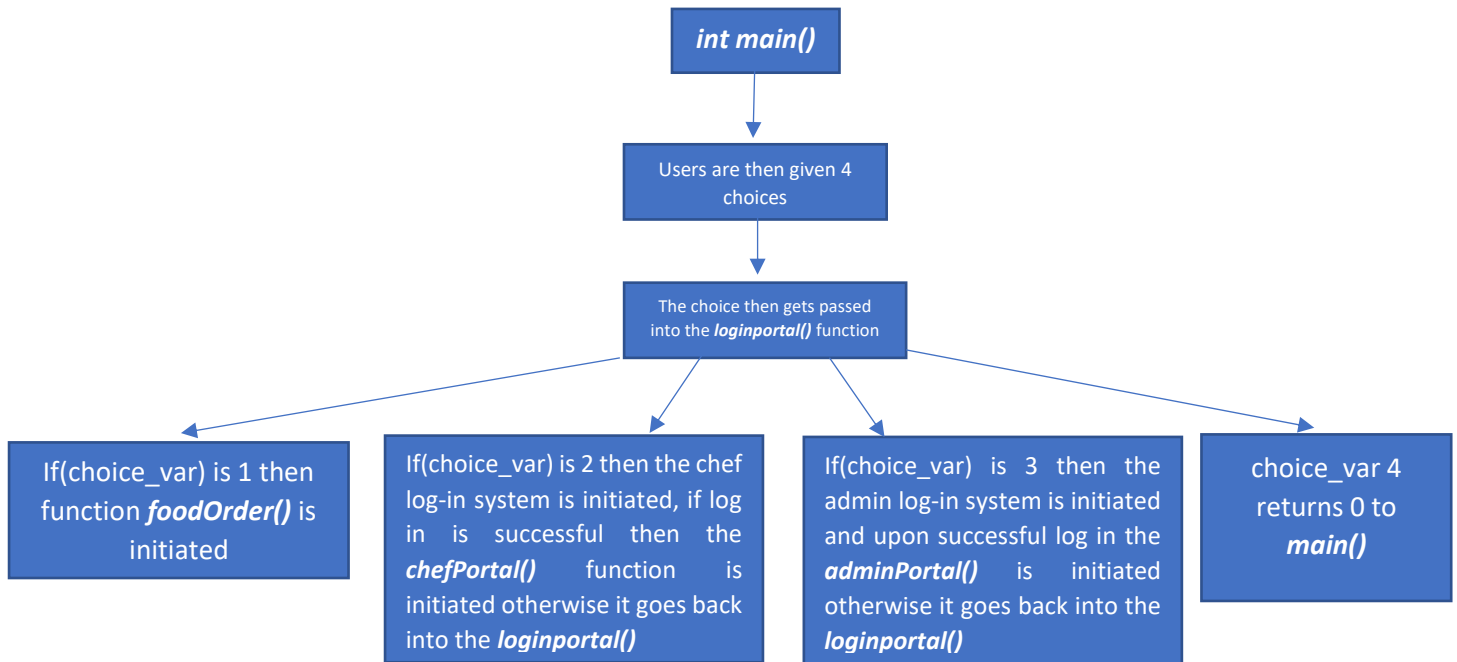 int main()
Users are then given 4
choices
The choice then gets passed
into the loginportal() function
If(choice_var) is 1 then
function foodOrder() is
initiated
If(choice_var) is 2 then the chef
log-in system is initiated, if log
in is successful then the
chefPortal() function is
initiated otherwise it goes back
into the loginportal()
If(choice_var) is 3 then the
admin log-in system is initiated
and upon successful log in the
adminPortal() is initiated
otherwise it goes back into the
loginportal()
choice_var 4
returns 0 to
main()